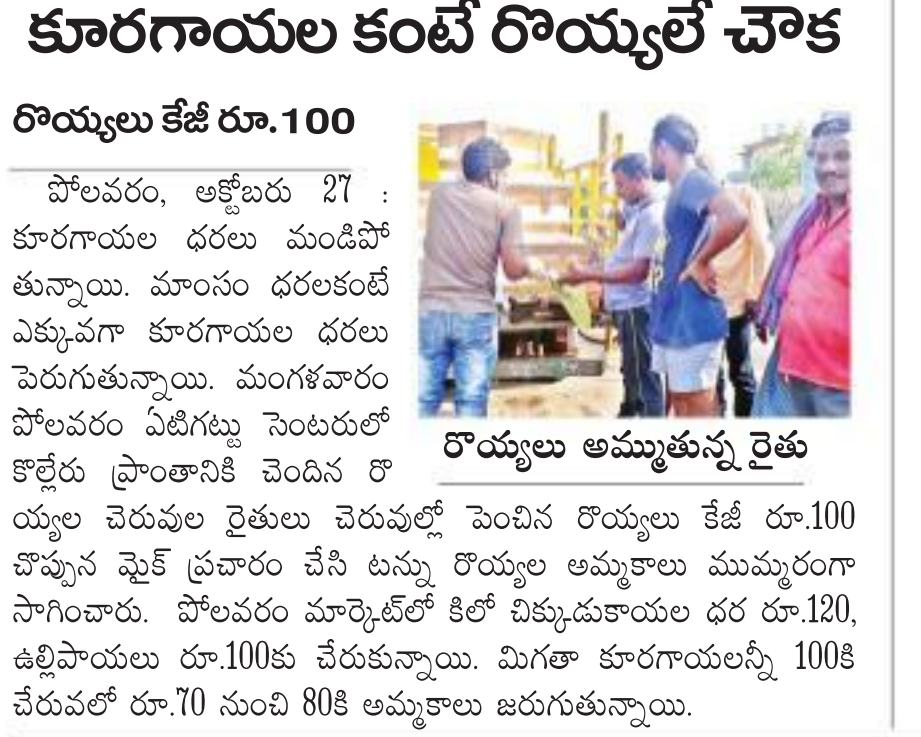 కూరగాయల కంటే రొయ్యలే చౌక
రొయ్యలు కేజీ రూ.100
పోలవరం, అక్టోబరు 27 :
కూరగాయల ధరలు మండిపో
తున్నాయి. మాంసం ధరలకంటే
ఎక్కువగా కూరగాయల ధరలు
పెరుగుతున్నాయి. మంగళవారం
పోలవరం ఏటిగట్టు సెంటరులో
కొల్లేరు ప్రాంతానికి చెందిన రొ
య్యల చెరువుల రైతులు చెరువుల్లో పెంచిన రొయ్యలు కేజీ రూ.100
చొప్పున మైక్ ప్రచారం చేసి టన్ను రొయ్యల అమ్మకాలు ముమ్మరంగా
సాగించారు. పోలవరం మార్కెట్‌లో కిలో చిక్కుడుకాయల ధర రూ.120,
ఉల్లిపాయలు రూ.100కు చేరుకున్నాయి. మిగతా కూరగాయలన్నీ 100కి
చేరువలో రూ.70 నుంచి 80కి అమ్మకాలు జరుగుతున్నాయి.
రొయ్యలు అమ్ముతున్న రైతు